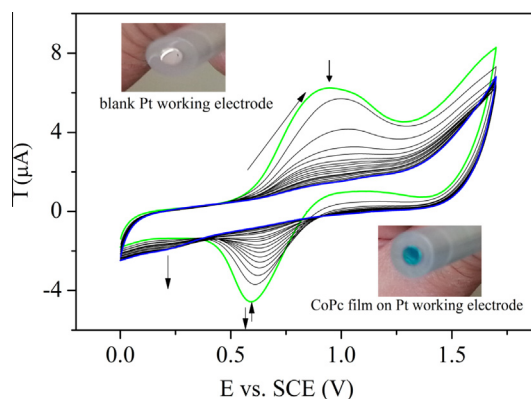 blank Pt working electrode
8
4
0
-4
I (µA)
CoPc film on Pt working electrode
0.0 0.5 1.0 1.5
E vs. SCE (V)